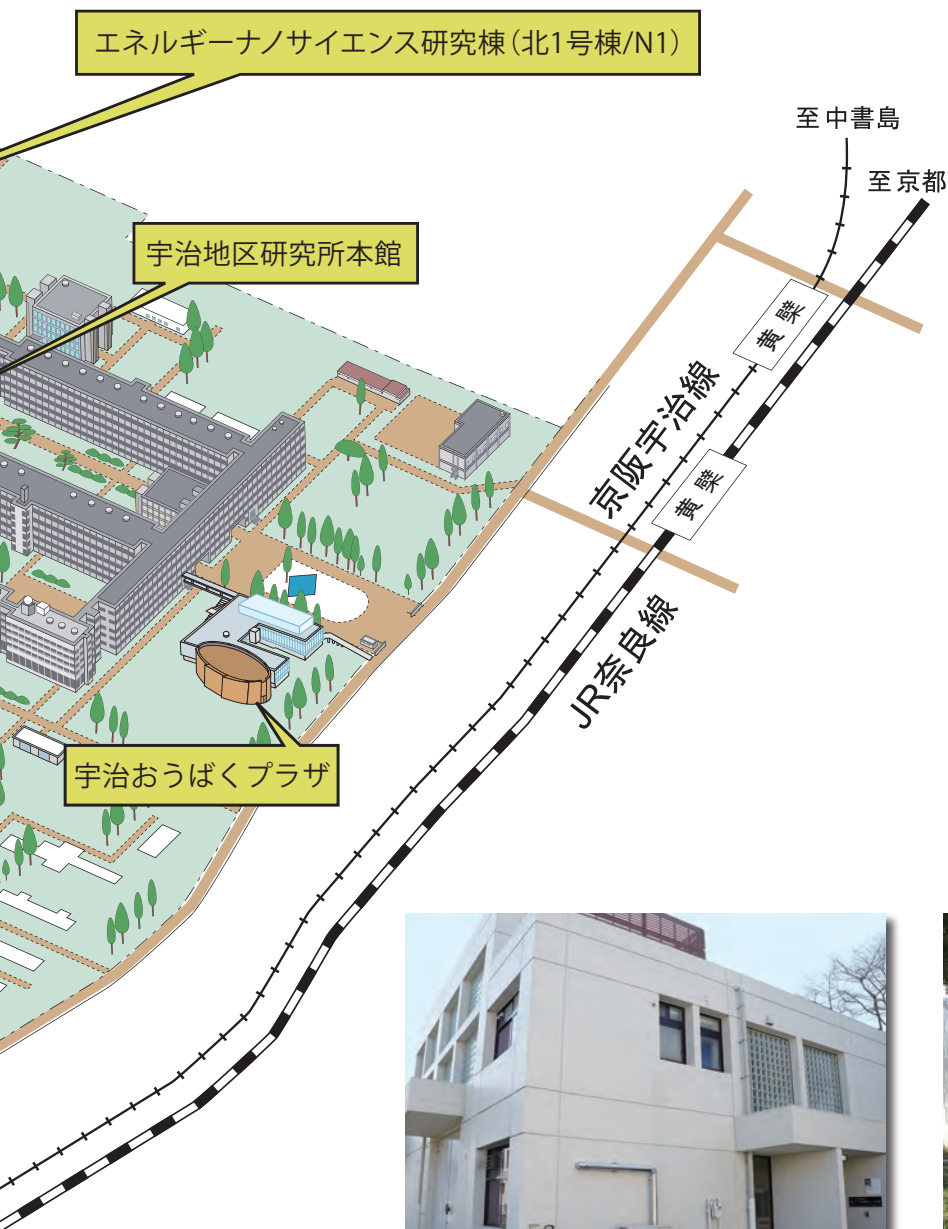 エネルギーナノサイエンス研究棟（北1号棟/N1）
至 中書島
至 京都
宇治地区研究所本館
黄檗
京阪宇治線
黄檗
JR奈良線
宇治おうばくプラザ